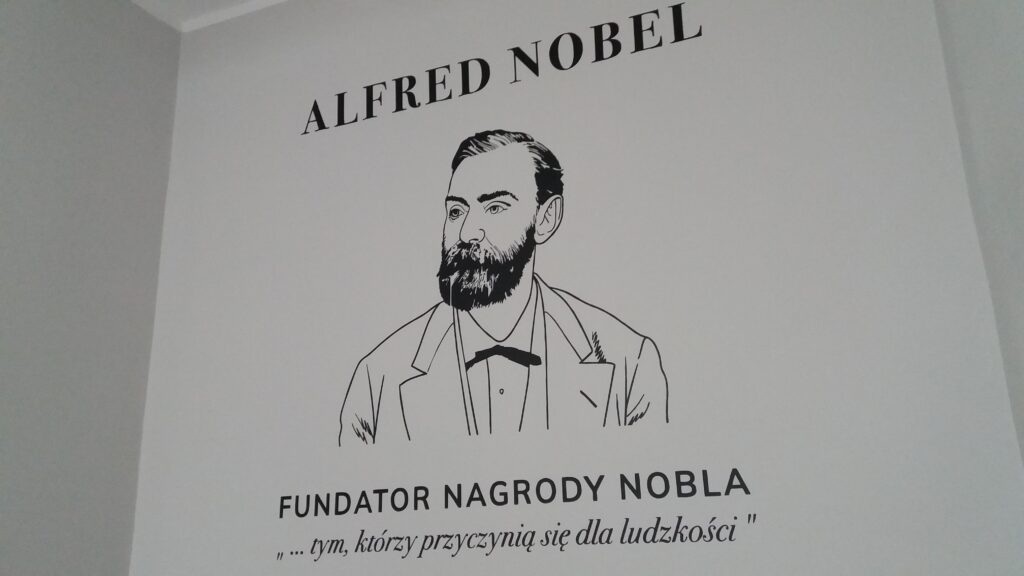 ALFRED NOBEL
FUNDATOR NAGRODY NOBLA
„ ... tym, którzy przyczynią się dla ludzkości "